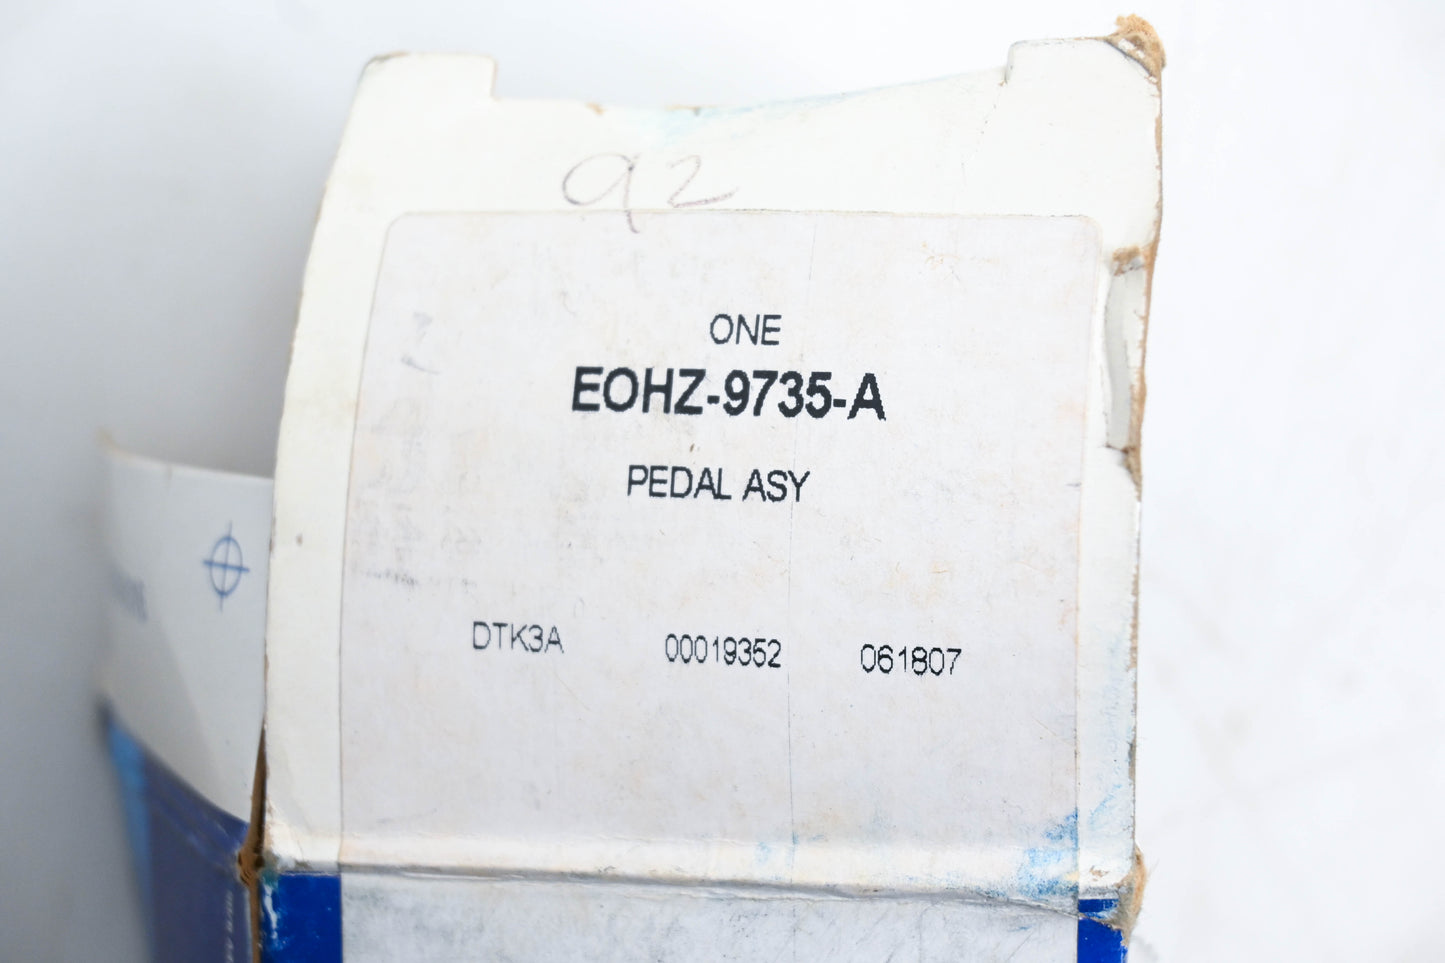 92
ONE
EOHZ-9735-A
PEDAL ASY
DTK3A 00019352 061807